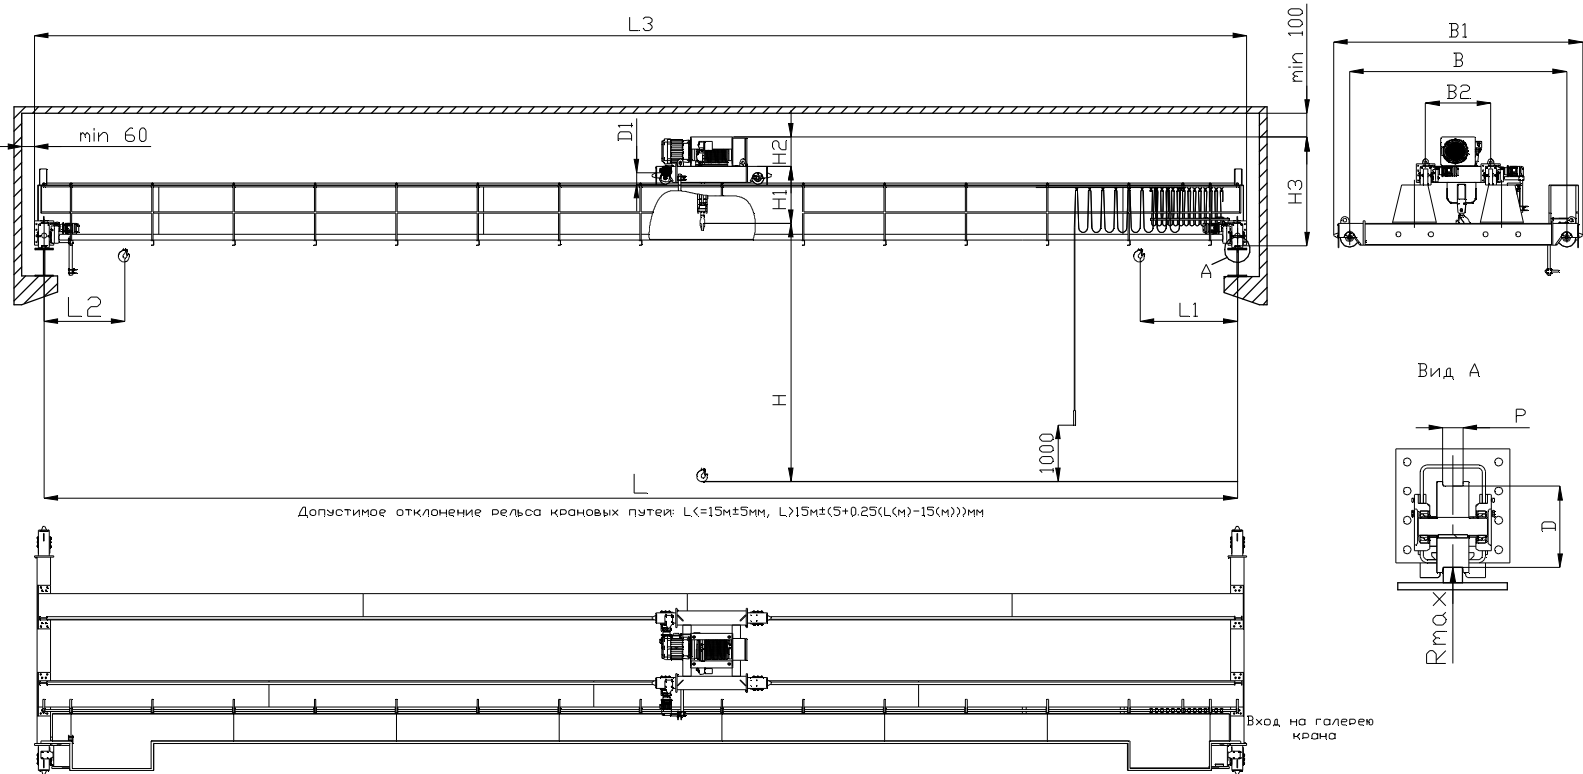 L3
min 100
B1
B
B2
min 60
D1
H2
H1
H3
A
L2
L1
H
1000
L
Допустимое отклонение рельса крановых путей: L<=15м±5мм, L>15м±(5+0.25(L(м)-15(м)))мм
Вид А
P
D
Rmax
Вход на галерею
крана